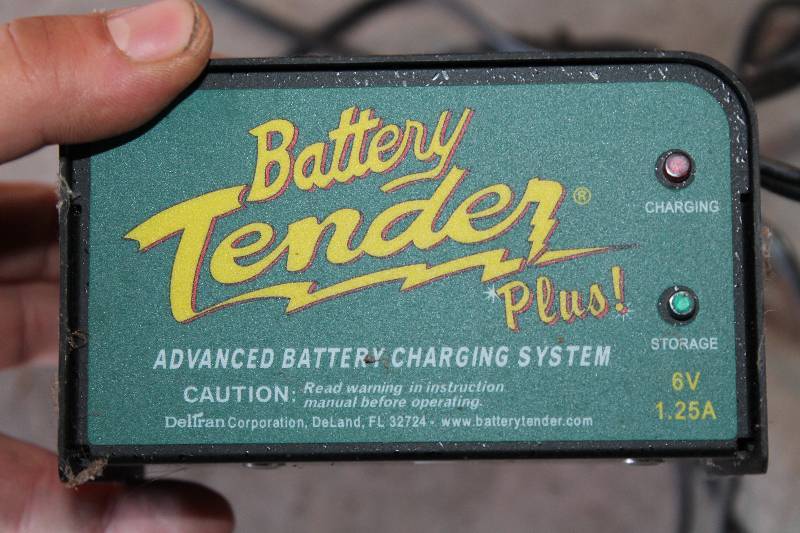 Battery
Tender®
Plus!
CHARGING
STORAGE
ADVANCED BATTERY CHARGING SYSTEM
6V
1.25A
CAUTION: Read warning in instruction
manual before operating.
Deltran Corporation, DeLand, FL 32724 - www.batterytender.com